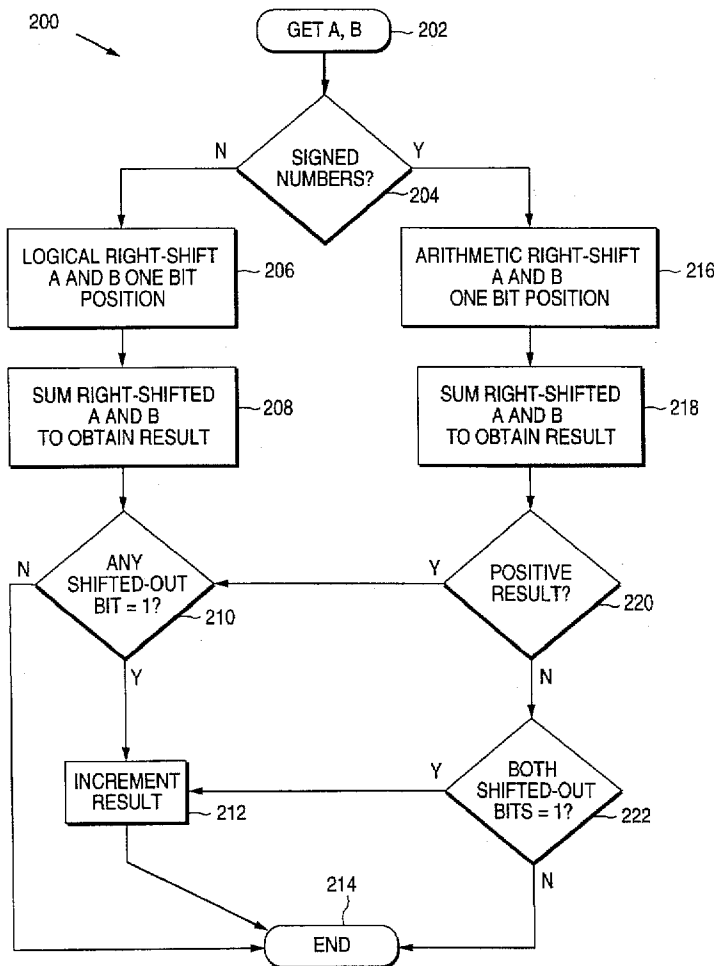 200
GET A, B
202
N
SIGNED
NUMBERS?
Y
204
LOGICAL RIGHT-SHIFT
A AND B ONE BIT
POSITION
206
ARITHMETIC RIGHT-SHIFT
A AND B
ONE BIT POSITION
216
SUM RIGHT-SHIFTED
A AND B
TO OBTAIN RESULT
208
SUM RIGHT-SHIFTED
A AND B
TO OBTAIN RESULT
218
N
ANY
SHIFTED-OUT
BIT = 1?
210
Y
Y
POSITIVE
RESULT?
220
N
INCREMENT
RESULT
212
Y
BOTH
SHIFTED-OUT
BITS = 1?
222
N
214
END